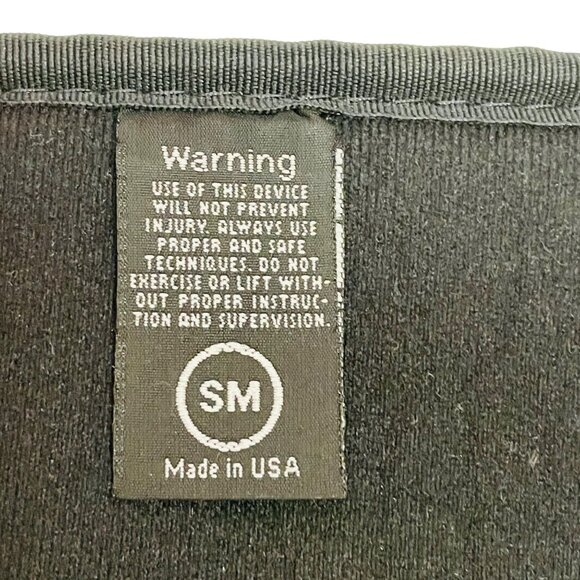 Warning
USE OF THIS DEVICE
WILL NOT PREVENT
INJURY. ALWAYS USE
PROPER AND SAFE
TECHNIQUES. DO NOT
EXERCISE OR LIFT WITH-
OUT PROPER INSTRUC-
TION AND SUPERVISION.
SM
Made in USA